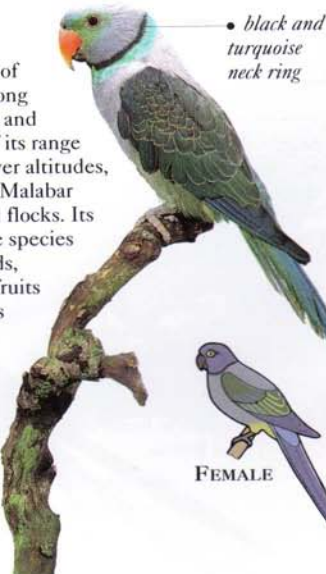 of
ong
and
its range
ver altitudes,
Malabar
flocks. Its
e species
ds,
fruits
s
• black and
turquoise
neck ring
FEMALE